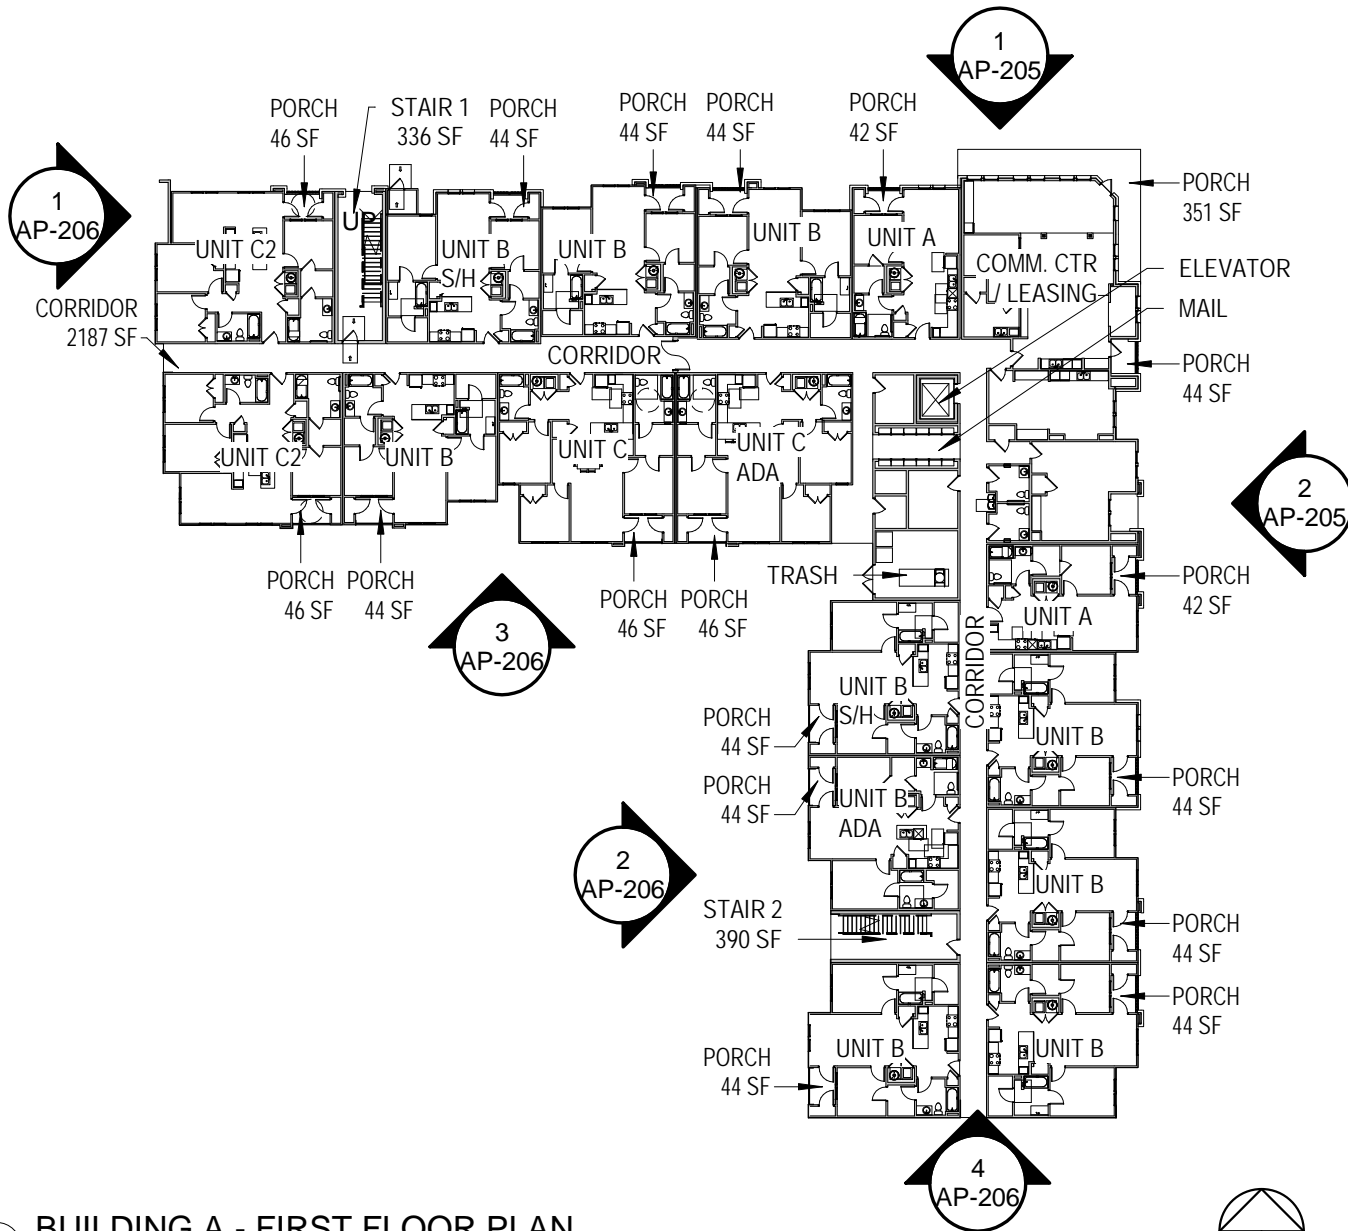 1
AP-205
PORCH
46 SF
STAIR 1
336 SF
PORCH
44 SF
PORCH
44 SF
PORCH
44 SF
PORCH
42 SF
1
AP-206
PORCH
351 SF
UP
UNIT C2
UNIT B
S/H
UNIT B
UNIT B
UNIT A
COMM. CTR
/ LEASING
ELEVATOR
MAIL
CORRIDOR
2187 SF
CORRIDOR
PORCH
44 SF
UNIT C2
UNIT B
UNIT C
UNIT C
ADA
2
AP-205
PORCH
46 SF
PORCH
44 SF
PORCH
46 SF
PORCH
46 SF
TRASH
PORCH
42 SF
UNIT A
3
AP-206
CORRIDOR
UNIT B
S/H
PORCH
44 SF
UNIT B
PORCH
44 SF
PORCH
44 SF
UNIT B
ADA
2
AP-206
UNIT B
STAIR 2
390 SF
PORCH
44 SF
PORCH
44 SF
UNIT B
UNIT B
PORCH
44 SF
4
AP-206
BUILDING A - FIRST FLOOR PLAN